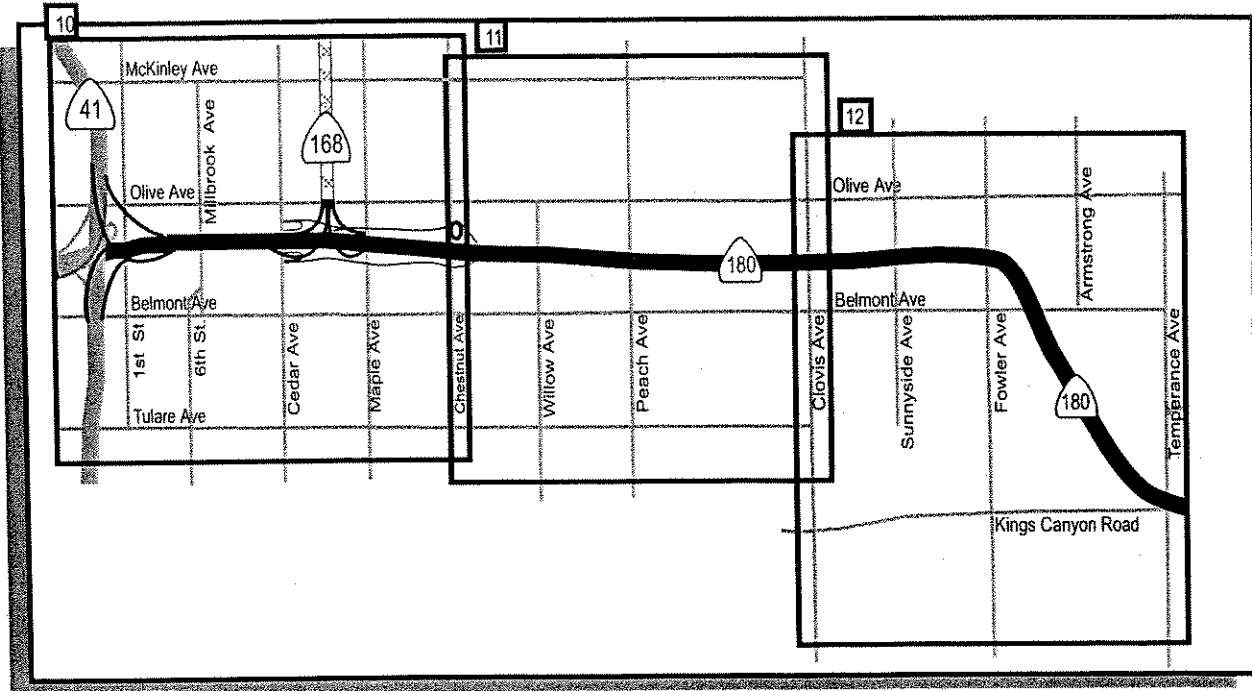 10
11
McKinley Ave
41
Millbrook Ave
168
12
Olive Ave
Olive Ave
Armstrong Ave
180
Belmont Ave
Belmont Ave
1st St
6th St.
Cedar Ave
Maple Ave
Chestnut Ave
Willow Ave
Peach Ave
Clovis Ave
Sunnyside Ave
Fowler Ave
180
Temperance Ave
Tulare Ave
Kings Canyon Road